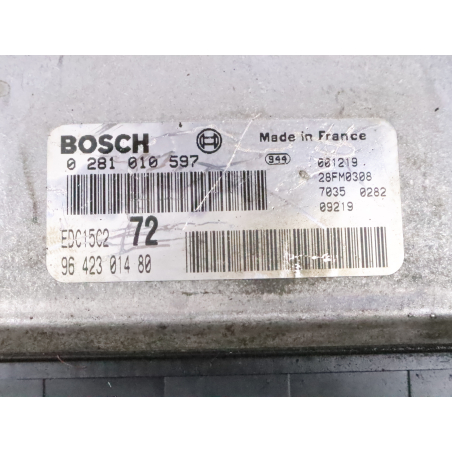 BOSCH
Made in France
0 281 010 597
944
001219.
28FM0308
7035 0282
09219
EDC15C2 72
96 423 014 80